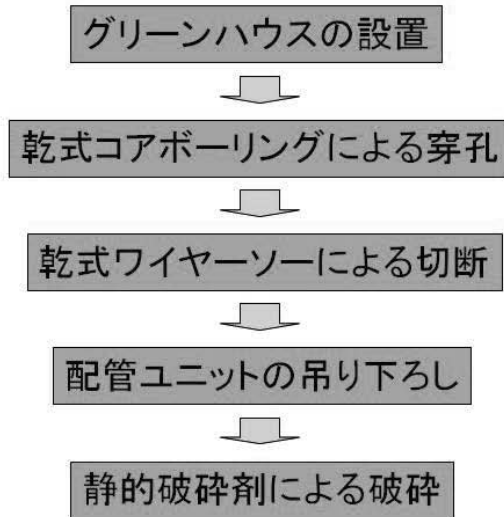 グリーンハウスの設置
乾式コアボーリングによる穿孔
乾式ワイヤーソーによる切断
配管ユニットの吊り下ろし
静的破砕剤による破砕